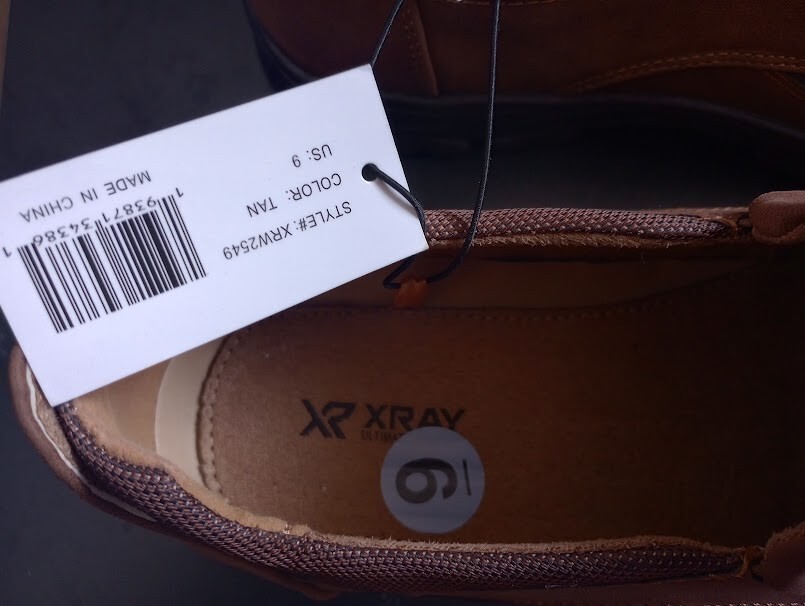 STYLE#: XRW2549
COLOR: TAN
US: 9
1 93871 34386 1
MADE IN CHINA
XR XRAY
9